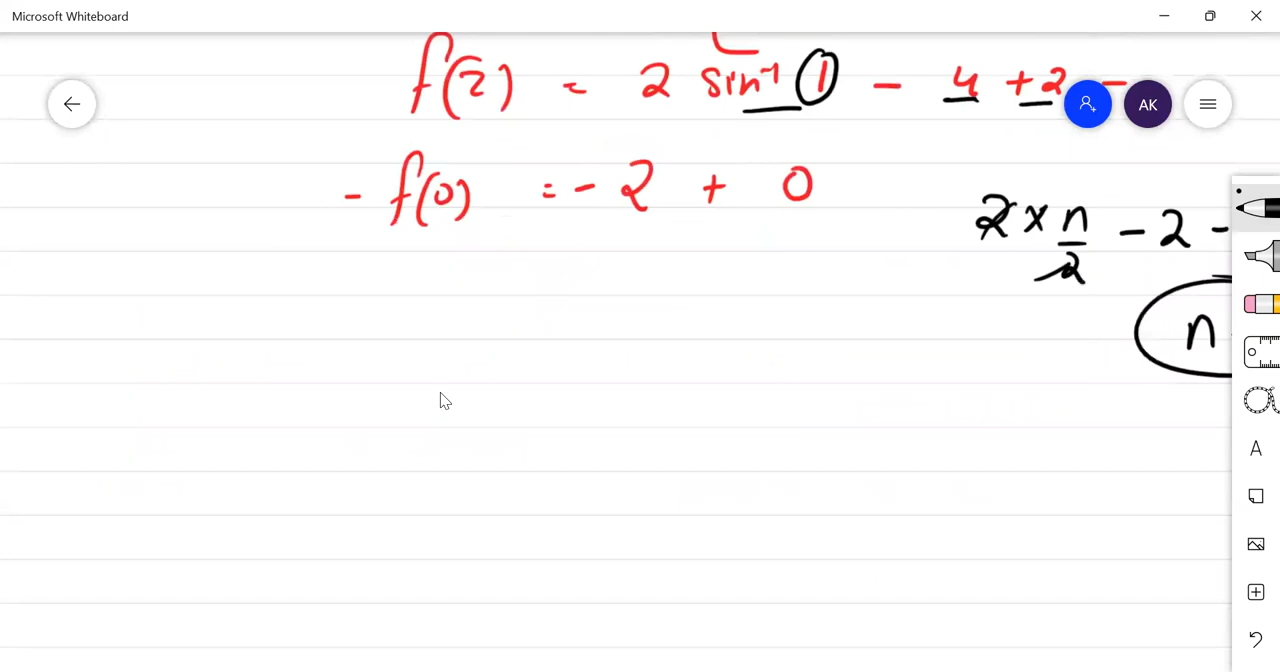 Microsoft Whiteboard
f(2) = 2 sin⁻¹ 1 - 4 + 2 -
AK
- f(0) = - 2 + 0
2 × n/2 - 2 -
n
A